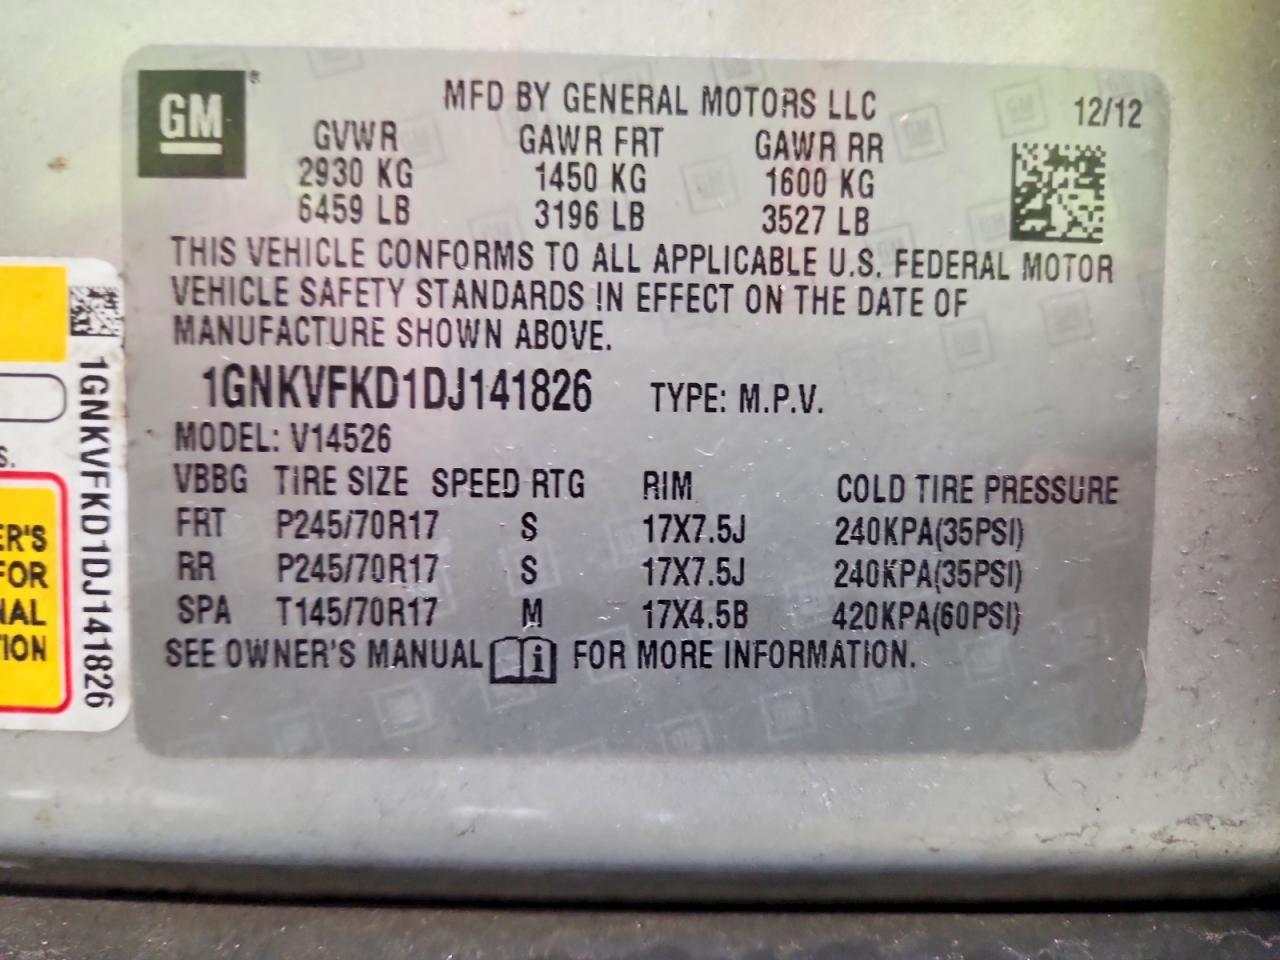 GM®
MFD BY GENERAL MOTORS LLC 12/12
GVWR GAWR FRT GAWR RR
2930 KG 1450 KG 1600 KG
6459 LB 3196 LB 3527 LB
THIS VEHICLE CONFORMS TO ALL APPLICABLE U.S. FEDERAL MOTOR
VEHICLE SAFETY STANDARDS IN EFFECT ON THE DATE OF
MANUFACTURE SHOWN ABOVE.
1GNKVFKD1DJ141826 TYPE: M.P.V.
MODEL: V14526
VBBG TIRE SIZE SPEED RTG RIM COLD TIRE PRESSURE
FRT P245/70R17 S 17X7.5J 240KPA(35PSI)
RR P245/70R17 S 17X7.5J 240KPA(35PSI)
SPA T145/70R17 M 17X4.5B 420KPA(60PSI)
SEE OWNER'S MANUAL i FOR MORE INFORMATION.
1GNKVFKD1DJ141826
S.
ER'S
FOR
NAL
TION